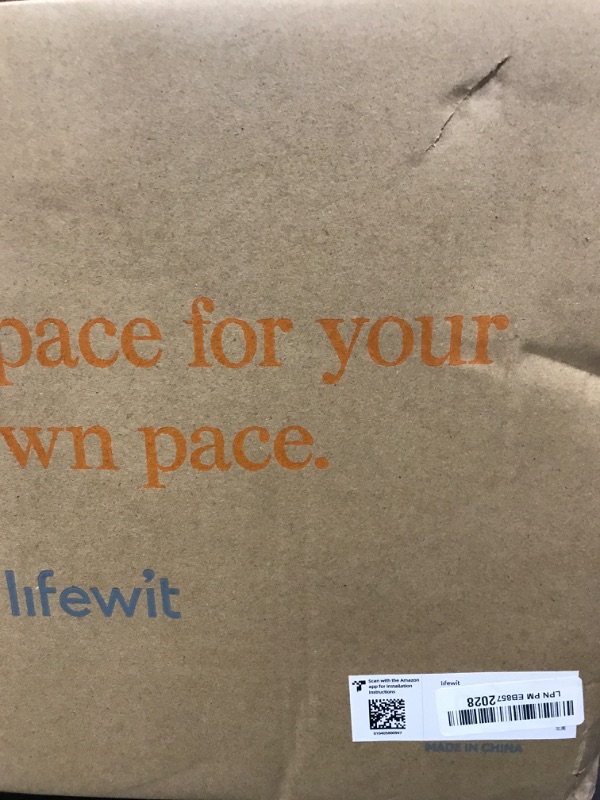 pace for your
wn pace.
lifewit
Scan with the Amazon
app for installation
instructions
lifewit
LPN PM EB8572028
MADE IN CHINA